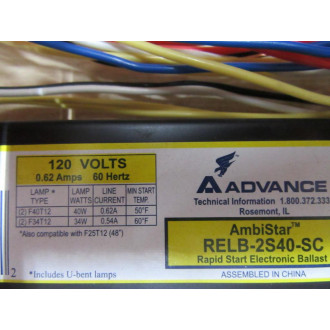 120 VOLTS
0.62 Amps 60 Hertz
LAMP * TYPE LAMP WATTS LINE CURRENT MIN START TEMP
(2) F40T12 40W 0.62A 50°F
(2) F34T12 34W 0.54A 60°F
*Also compatible with F25T12 (48")
2 *Includes U-bent lamps
ADVANCE
Technical Information 1.800.372.333
Rosemont, IL
AmbiStar™
RELB-2S40-SC
Rapid Start Electronic Ballast
ASSEMBLED IN CHINA